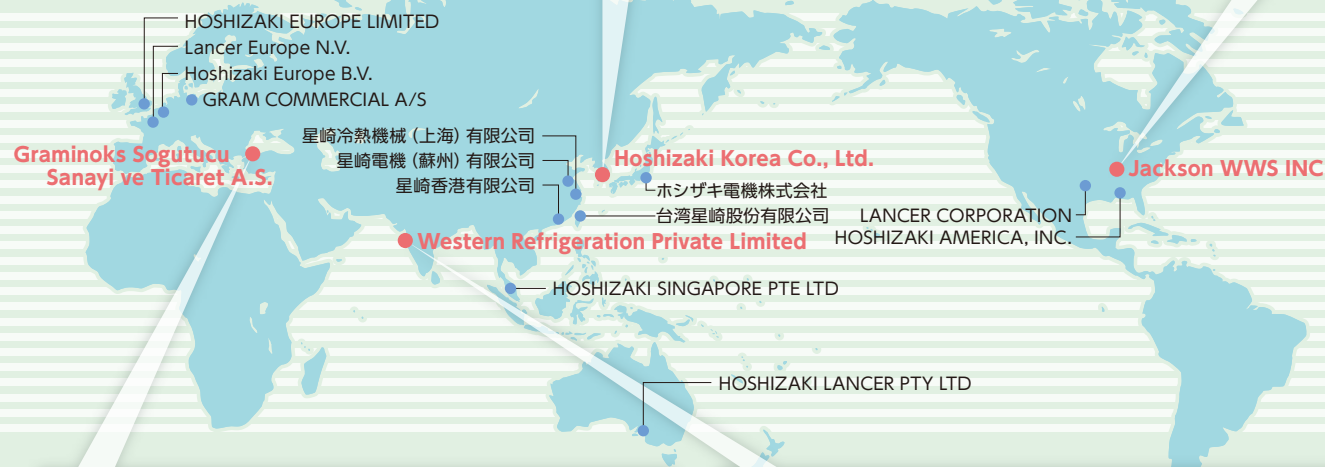 HOSHIZAKI EUROPE LIMITED
Lancer Europe N.V.
Hoshizaki Europe B.V.
GRAM COMMERCIAL A/S
Graminoks Sogutucu
Sanayi ve Ticaret A.S.
星崎冷熱機械（上海）有限公司
星崎電機（蘇州）有限公司
星崎香港有限公司
Hoshizaki Korea Co., Ltd.
ホシザキ電機株式会社
台湾星崎股份有限公司
Western Refrigeration Private Limited
HOSHIZAKI SINGAPORE PTE LTD
HOSHIZAKI LANCER PTY LTD
Jackson WWS INC
LANCER CORPORATION
HOSHIZAKI AMERICA, INC.